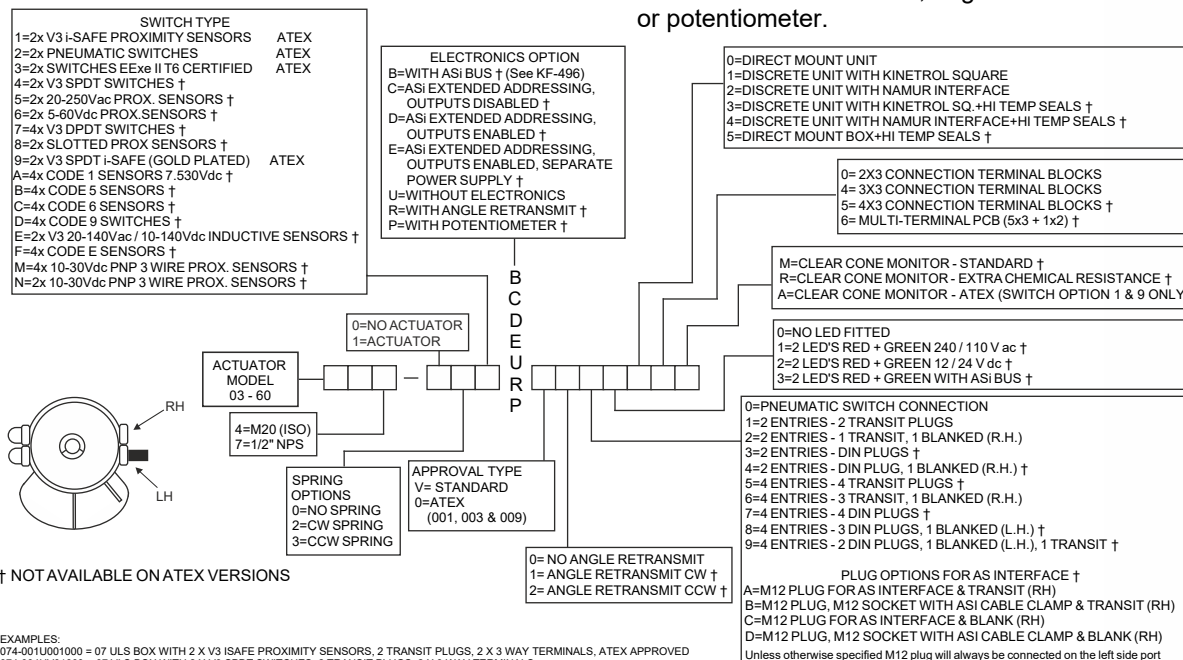 or potentiometer.
SWITCH TYPE
1=2x V3 i-SAFE PROXIMITY SENSORS ATEX
2=2x PNEUMATIC SWITCHES ATEX
3=2x SWITCHES EExe II T6 CERTIFIED ATEX
4=2x V3 SPDT SWITCHES †
5=2x 20-250Vac PROX. SENSORS †
6=2x 5-60Vdc PROX.SENSORS †
7=4x V3 DPDT SWITCHES †
8=2x SLOTTED PROX SENSORS †
9=2x V3 SPDT i-SAFE (GOLD PLATED) ATEX
A=4x CODE 1 SENSORS 7.530Vdc †
B=4x CODE 5 SENSORS †
C=4x CODE 6 SENSORS †
D=4x CODE 9 SWITCHES †
E=2x V3 20-140Vac / 10-140Vdc INDUCTIVE SENSORS †
F=4x CODE E SENSORS †
M=4x 10-30Vdc PNP 3 WIRE PROX. SENSORS †
N=2x 10-30Vdc PNP 3 WIRE PROX. SENSORS †
ELECTRONICS OPTION
B=WITH ASi BUS † (See KF-496)
C=ASi EXTENDED ADDRESSING,
OUTPUTS DISABLED †
D=ASi EXTENDED ADDRESSING,
OUTPUTS ENABLED †
E=ASi EXTENDED ADDRESSING,
OUTPUTS ENABLED, SEPARATE
POWER SUPPLY †
U=WITHOUT ELECTRONICS
R=WITH ANGLE RETRANSMIT †
P=WITH POTENTIOMETER †
0=DIRECT MOUNT UNIT
1=DISCRETE UNIT WITH KINETROL SQUARE
2=DISCRETE UNIT WITH NAMUR INTERFACE
3=DISCRETE UNIT WITH KINETROL SQ.+HI TEMP SEALS †
4=DISCRETE UNIT WITH NAMUR INTERFACE+HI TEMP SEALS †
5=DIRECT MOUNT BOX+HI TEMP SEALS †
0= 2X3 CONNECTION TERMINAL BLOCKS
4= 3X3 CONNECTION TERMINAL BLOCKS
5= 4X3 CONNECTION TERMINAL BLOCKS †
6= MULTI-TERMINAL PCB (5x3 + 1x2) †
M=CLEAR CONE MONITOR - STANDARD †
R=CLEAR CONE MONITOR - EXTRA CHEMICAL RESISTANCE †
A=CLEAR CONE MONITOR - ATEX (SWITCH OPTION 1 & 9 ONLY
0=NO LED FITTED
1=2 LED'S RED + GREEN 240 / 110 V ac †
2=2 LED'S RED + GREEN 12 / 24 V dc †
3=2 LED'S RED + GREEN WITH ASi BUS †
0=NO ACTUATOR
1=ACTUATOR
B
C
D
E
U
R
P
ACTUATOR
MODEL
03 - 60
4=M20 (ISO)
7=1/2" NPS
RH
LH
SPRING
OPTIONS
0=NO SPRING
2=CW SPRING
3=CCW SPRING
APPROVAL TYPE
V= STANDARD
0=ATEX
(001, 003 & 009)
0= NO ANGLE RETRANSMIT
1= ANGLE RETRANSMIT CW †
2= ANGLE RETRANSMIT CCW †
0=PNEUMATIC SWITCH CONNECTION
1=2 ENTRIES - 2 TRANSIT PLUGS
2=2 ENTRIES - 1 TRANSIT, 1 BLANKED (R.H.)
3=2 ENTRIES - DIN PLUGS †
4=2 ENTRIES - DIN PLUG, 1 BLANKED (R.H.) †
5=4 ENTRIES - 4 TRANSIT PLUGS †
6=4 ENTRIES - 3 TRANSIT, 1 BLANKED (R.H.)
7=4 ENTRIES - 4 DIN PLUGS †
8=4 ENTRIES - 3 DIN PLUGS, 1 BLANKED (L.H.) †
9=4 ENTRIES - 2 DIN PLUGS, 1 BLANKED (L.H.), 1 TRANSIT †
PLUG OPTIONS FOR AS INTERFACE †
A=M12 PLUG FOR AS INTERFACE & TRANSIT (RH)
B=M12 PLUG, M12 SOCKET WITH ASI CABLE CLAMP & TRANSIT (RH)
C=M12 PLUG FOR AS INTERFACE & BLANK (RH)
D=M12 PLUG, M12 SOCKET WITH ASI CABLE CLAMP & BLANK (RH)
Unless otherwise specified M12 plug will always be connected on the left side port
† NOT AVAILABLE ON ATEX VERSIONS
EXAMPLES:
074-001U001000 = 07 ULS BOX WITH 2 X V3 ISAFE PROXIMITY SENSORS, 2 TRANSIT PLUGS, 2 X 3 WAY TERMINALS, ATEX APPROVED